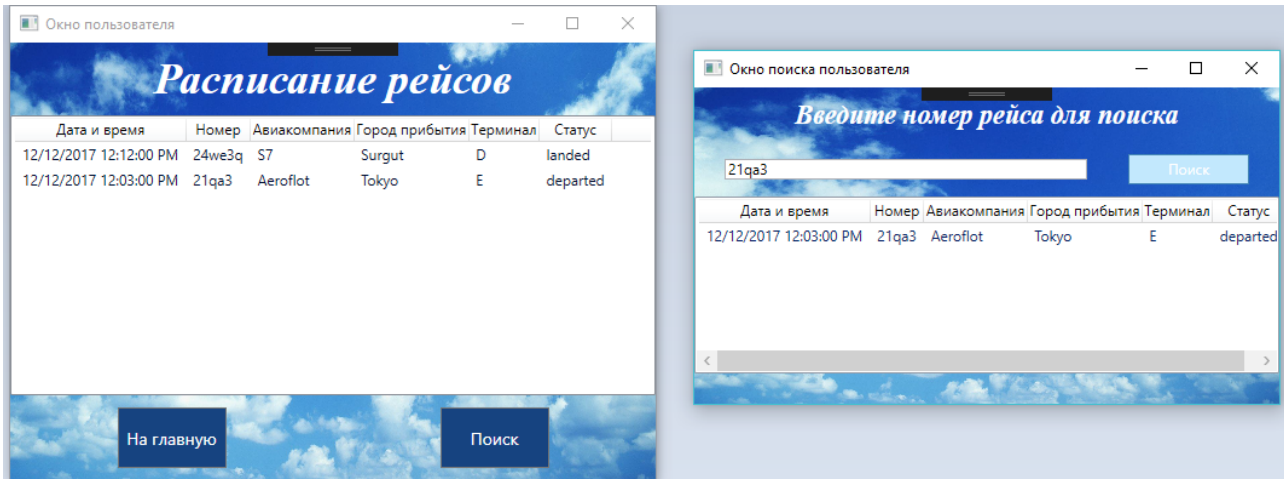 Окно пользователя
Расписание рейсов
Дата и время Номер Авиакомпания Город прибытия Терминал Статус
12/12/2017 12:12:00 PM 24we3q S7 Surgut D landed
12/12/2017 12:03:00 PM 21qa3 Aeroflot Tokyo E departed
На главную Поиск
Окно поиска пользователя
Введите номер рейса для поиска
21qa3 Поиск
Дата и время Номер Авиакомпания Город прибытия Терминал Статус
12/12/2017 12:03:00 PM 21qa3 Aeroflot Tokyo E departed